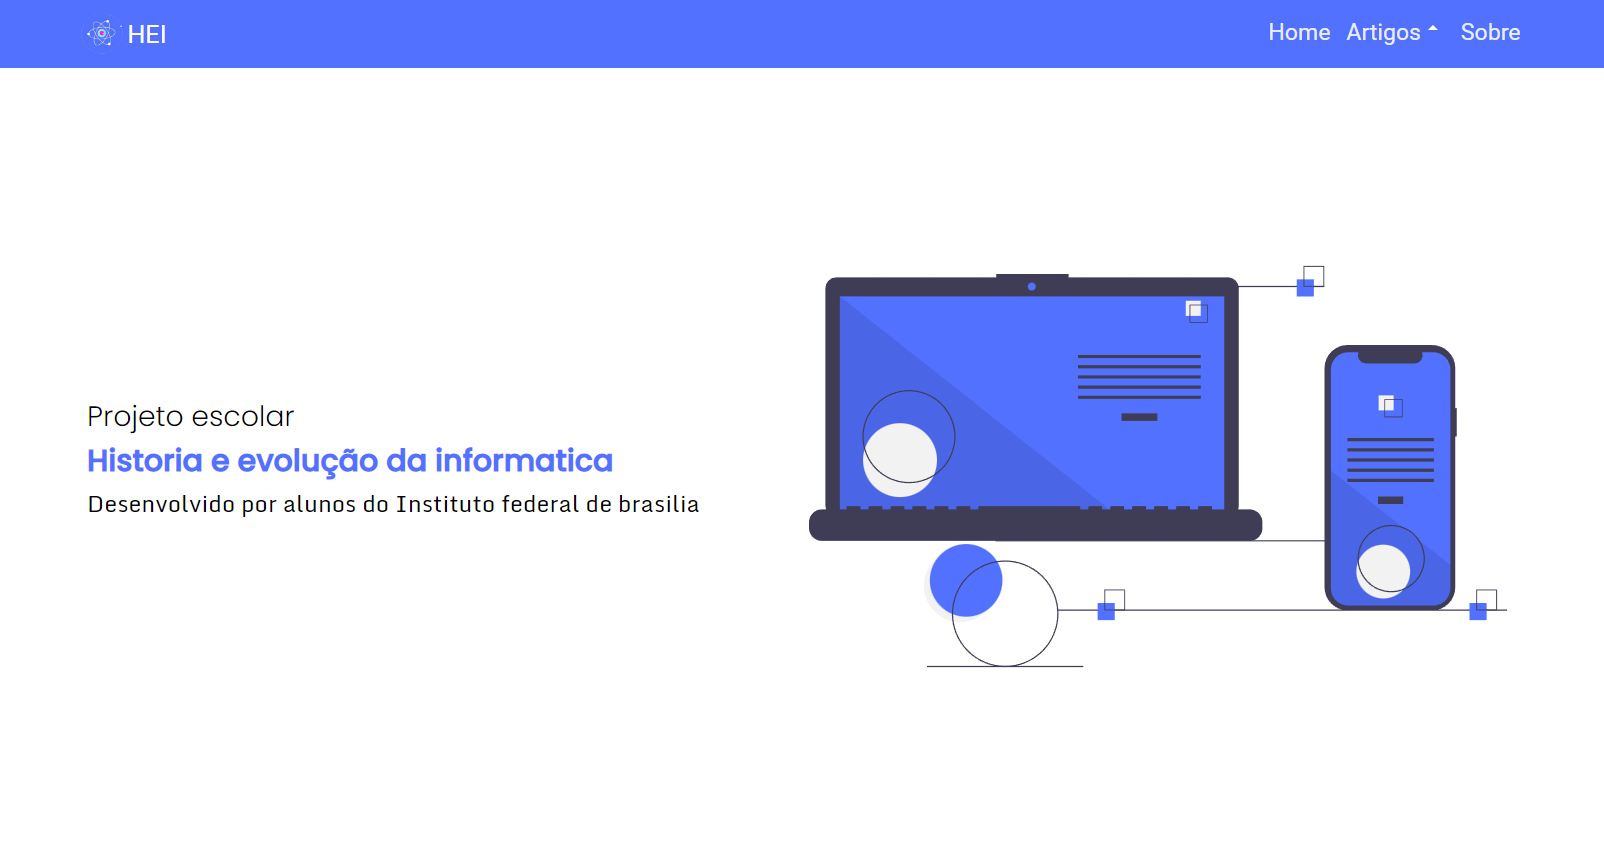 HEI
Home Artigos Sobre
Projeto escolar
Historia e evolução da informatica
Desenvolvido por alunos do Instituto federal de brasilia